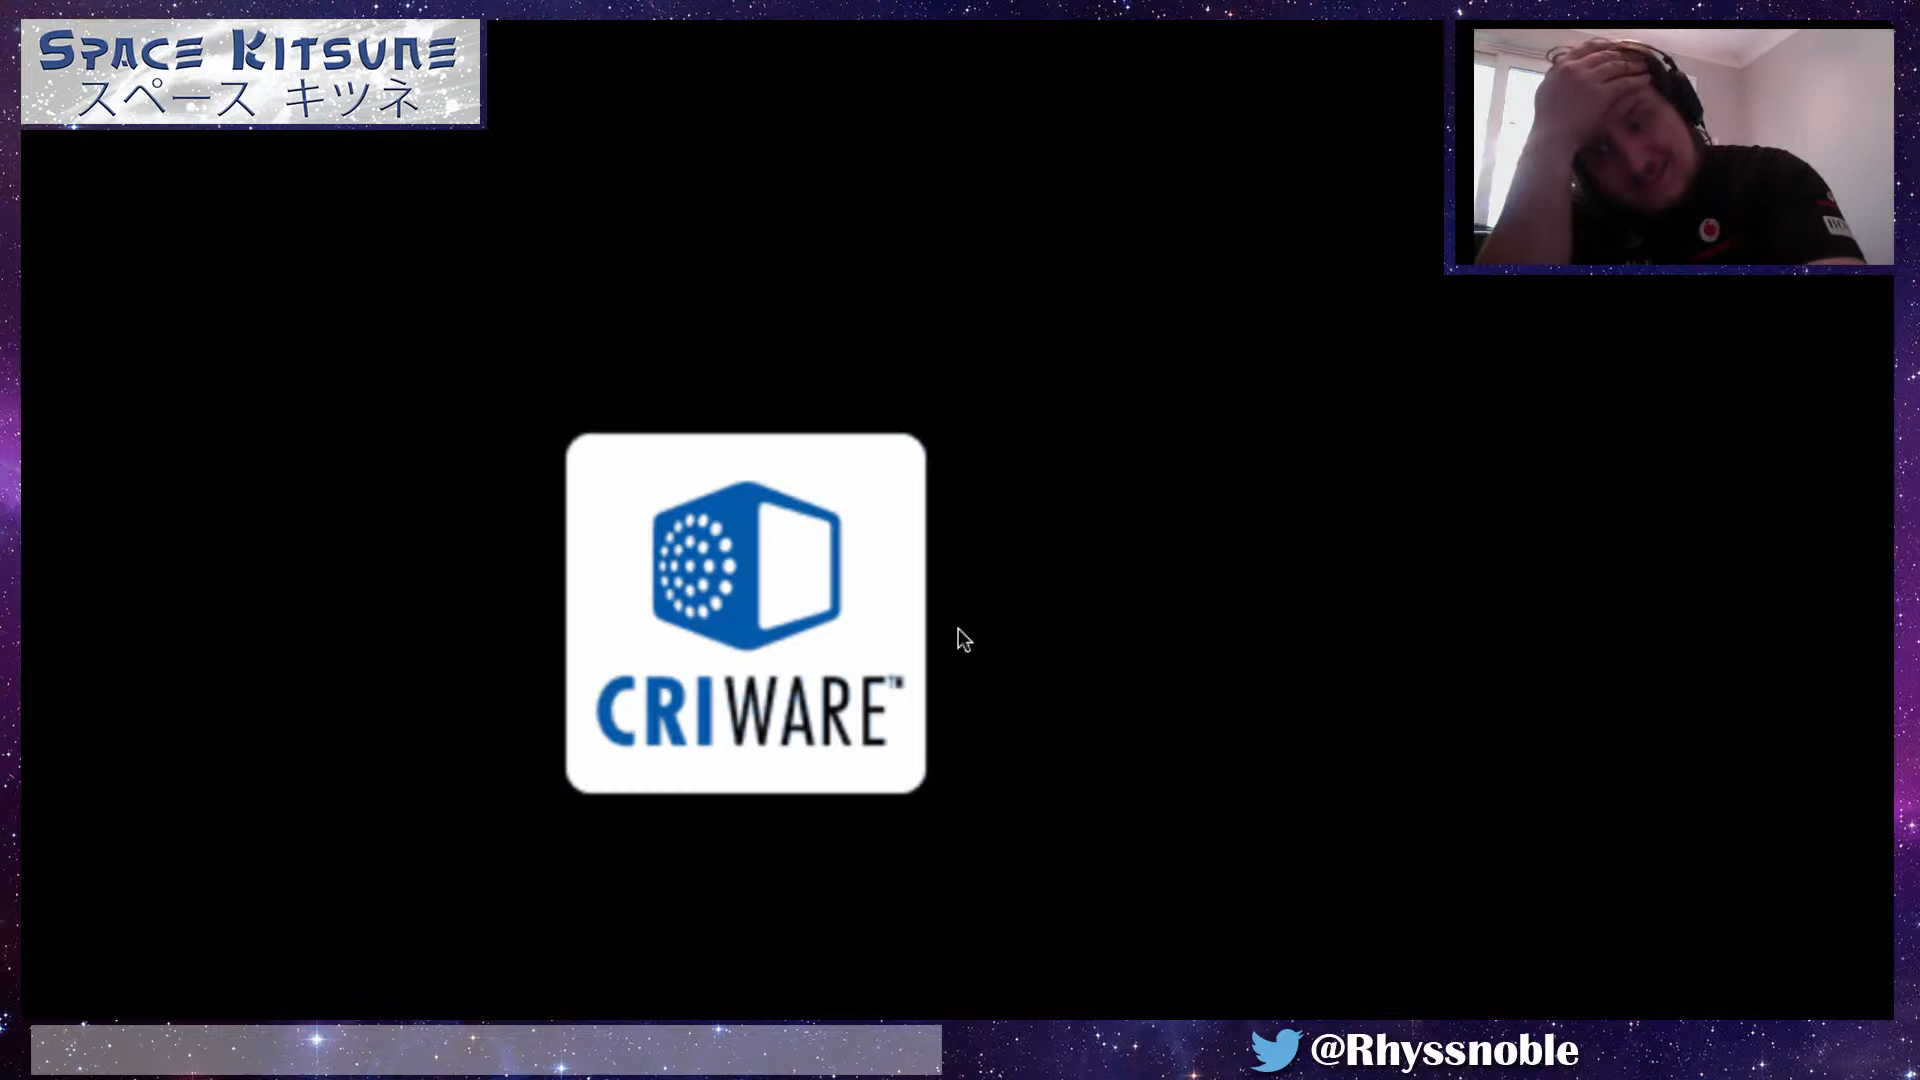 SPACE KITSUNE
スペース キツネ
CRIWARE™
@Rhyssnoble